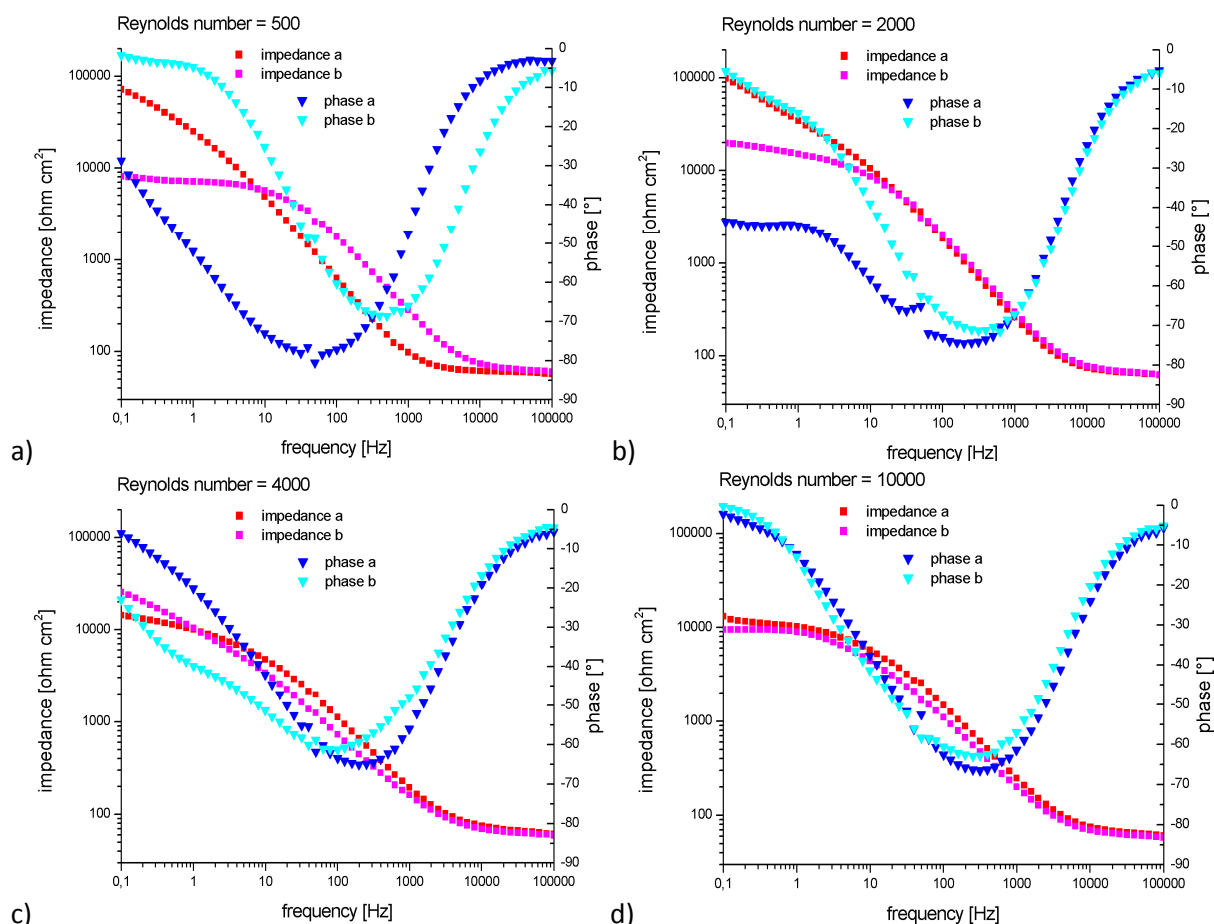 Reynolds number = 500
impedance a
impedance b
phase a
phase b
100000
10000
1000
100
impedance [ohm cm²]
0
-10
-20
-30
-40
-50
-60
-70
-80
-90
phase [°]
0,1 1 10 100 1000 10000 100000
frequency [Hz]
a)
Reynolds number = 2000
impedance a
impedance b
phase a
phase b
100000
10000
1000
100
impedance [ohm cm²]
0
-10
-20
-30
-40
-50
-60
-70
-80
-90
phase [°]
0,1 1 10 100 1000 10000 100000
frequency [Hz]
b)
Reynolds number = 4000
impedance a
impedance b
phase a
phase b
100000
10000
1000
100
impedance [ohm cm²]
0
-10
-20
-30
-40
-50
-60
-70
-80
-90
phase [°]
0,1 1 10 100 1000 10000 100000
frequency [Hz]
c)
Reynolds number = 10000
impedance a
impedance b
phase a
phase b
100000
10000
1000
100
impedance [ohm cm²]
0
-10
-20
-30
-40
-50
-60
-70
-80
-90
phase [°]
0,1 1 10 100 1000 10000 100000
frequency [Hz]
d)